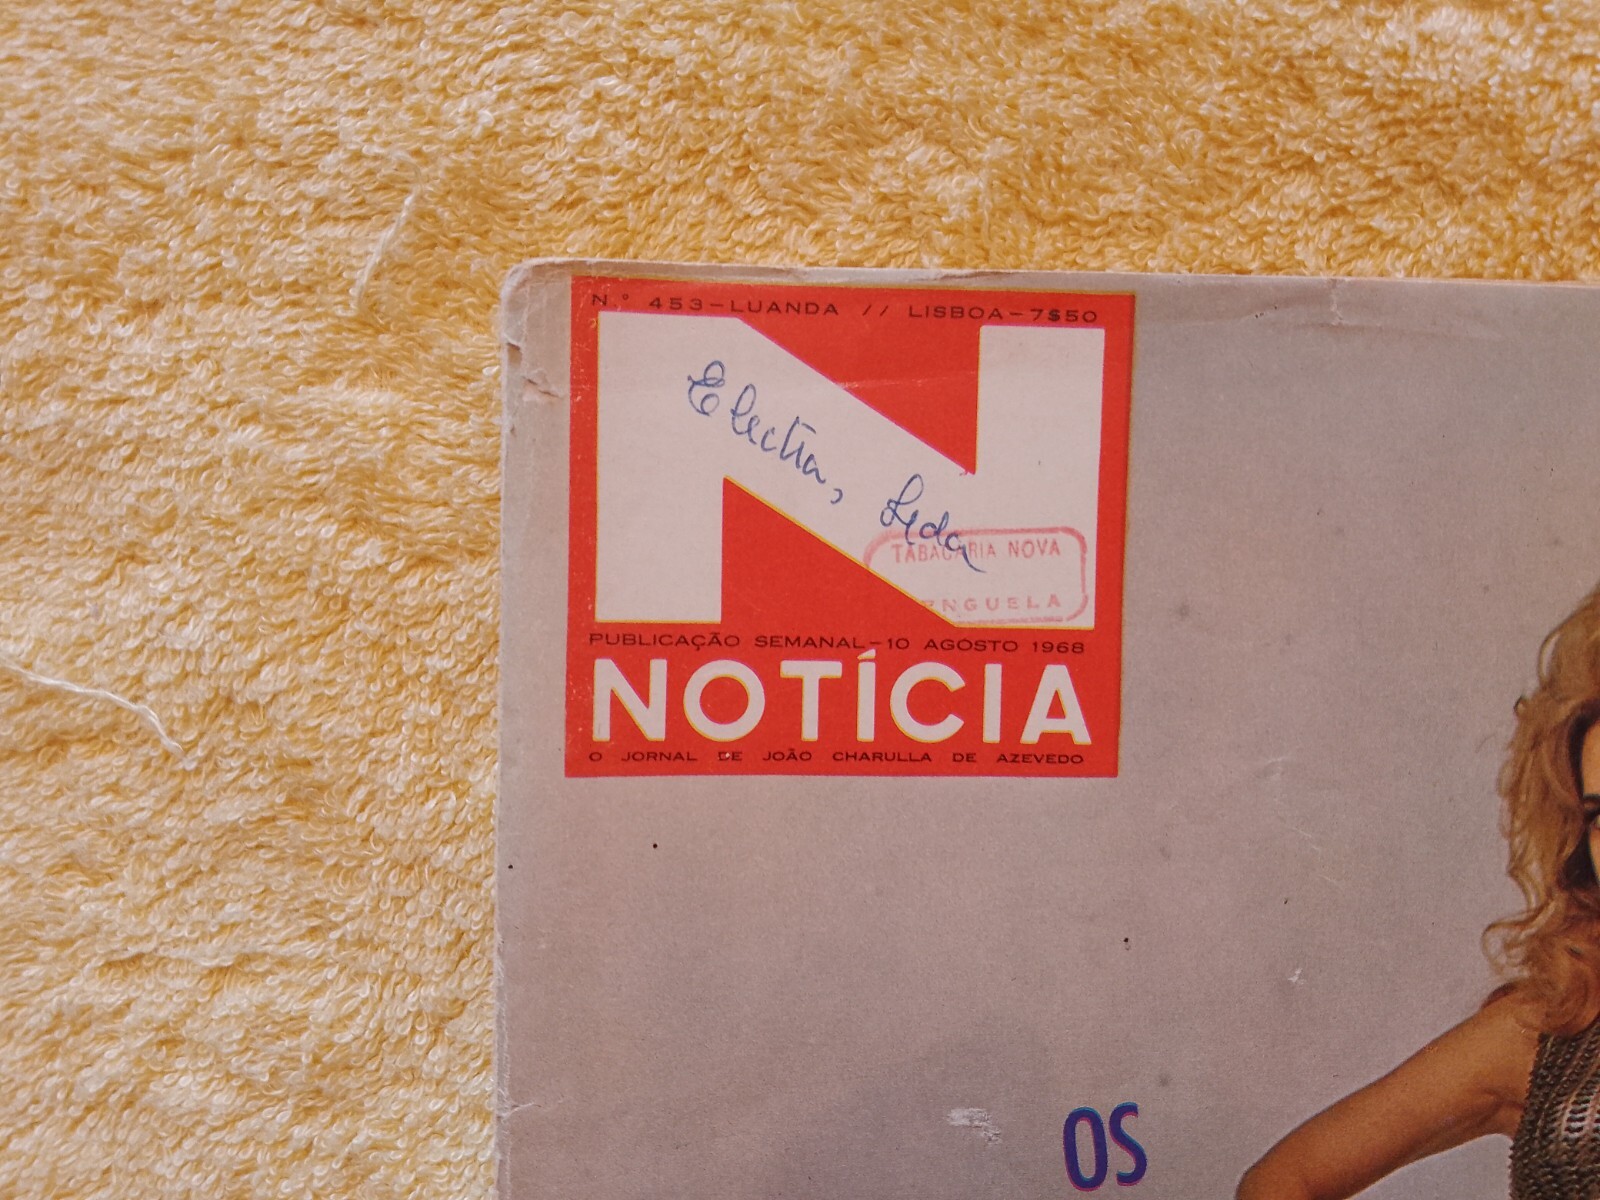 N.º 453-LUANDA // LISBOA-7$50
N
Electra, Leda
TABACARIA NOVA
ENGUELA
PUBLICAÇÃO SEMANAL-10 AGOSTO 1968
NOTÍCIA
O JORNAL DE JOÃO CHARULLA DE AZEVEDO
OS